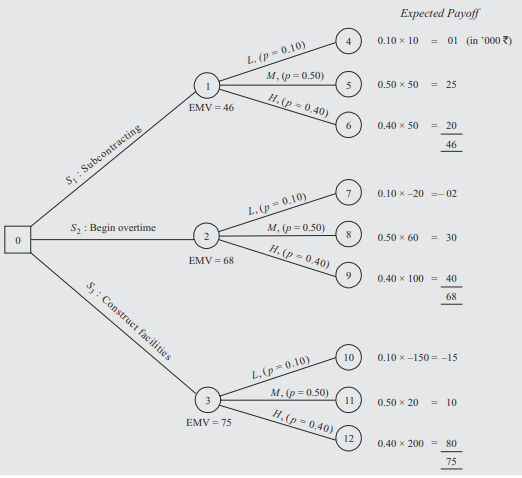 Expected Payoff
L, (p = 0.10) 4 0.10 × 10 = 01 (in '000 ₹)
1 M, (p = 0.50) 5 0.50 × 50 = 25
EMV = 46
H, (p = 0.40) 6 0.40 × 50 = 20
46
S₁ : Subcontracting
L, (p = 0.10) 7 0.10 × –20 = – 02
0 S₂ : Begin overtime 2 M, (p = 0.50) 8 0.50 × 60 = 30
EMV = 68
H, (p = 0.40) 9 0.40 × 100 = 40
68
S₃ : Construct facilities
L, (p = 0.10) 10 0.10 × –150 = –15
3 M, (p = 0.50) 11 0.50 × 20 = 10
EMV = 75
H, (p = 0.40) 12 0.40 × 200 = 80
75